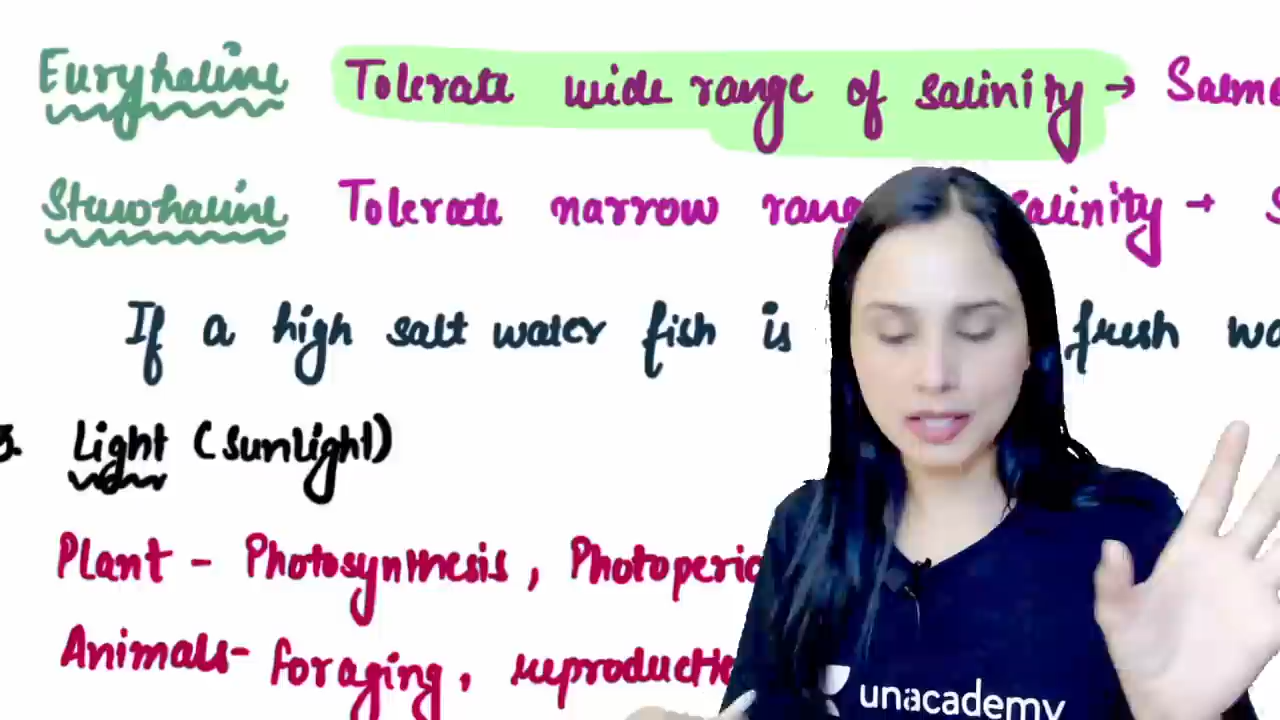 Euryhaline Tolerate wide range of salinity → Salmo
Stenohaline Tolerate narrow rang salinity → S
If a high salt water fish is fresh wa
3. Light (Sunlight)
Plant - Photosynthesis, Photoperio
Animals- foraging, reproducti
unacademy